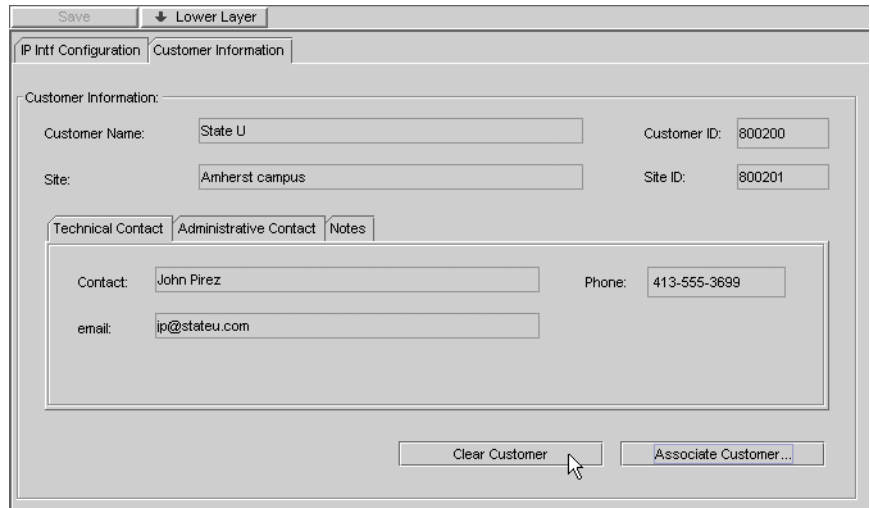 Save Lower Layer
IP Intf Configuration Customer Information
Customer Information:
Customer Name: State U Customer ID: 800200
Site: Amherst campus Site ID: 800201
Technical Contact Administrative Contact Notes
Contact: John Pirez Phone: 413-555-3699
email: ip@stateu.com
Clear Customer Associate Customer...